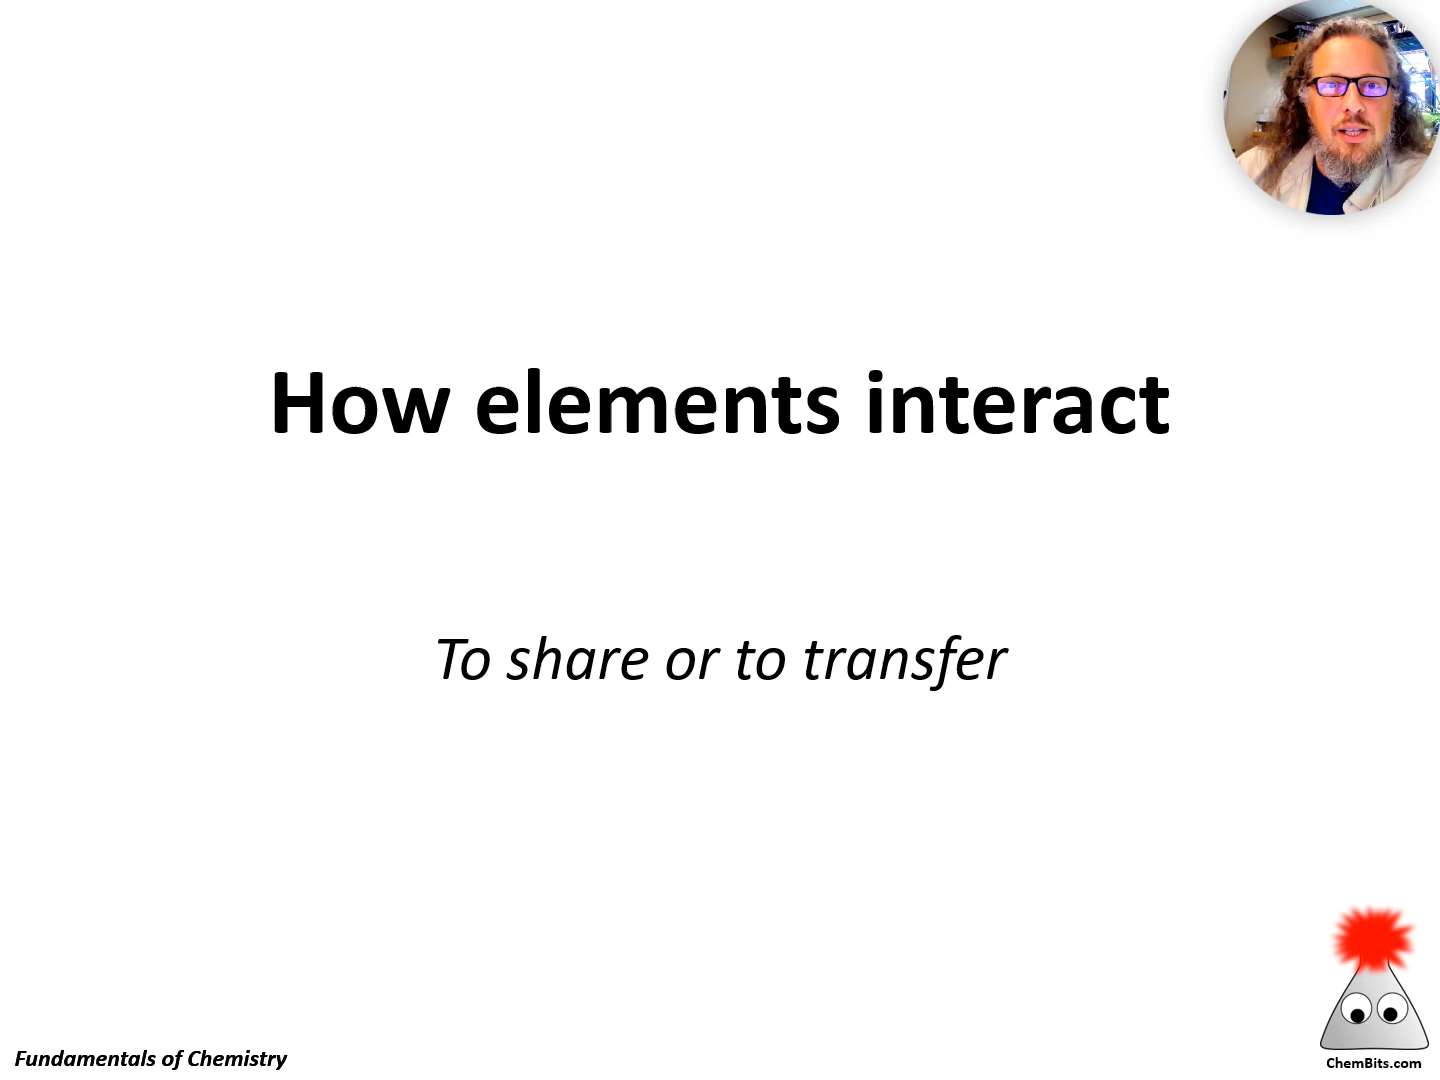 How elements interact
To share or to transfer
Fundamentals of Chemistry
ChemBits.com